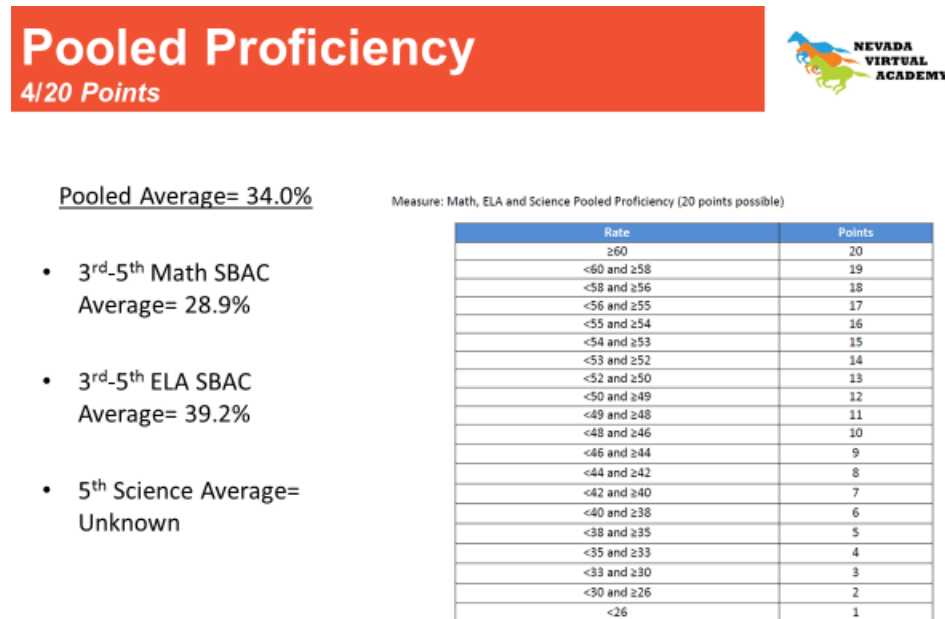 Pooled Proficiency
4/20 Points
NEVADA
VIRTUAL
ACADEMY
Pooled Average= 34.0%
• 3rd-5th Math SBAC
Average= 28.9%
• 3rd-5th ELA SBAC
Average= 39.2%
• 5th Science Average=
Unknown
Measure: Math, ELA and Science Pooled Proficiency (20 points possible)
Rate Points
≥60 20
<60 and ≥58 19
<58 and ≥56 18
<56 and ≥55 17
<55 and ≥54 16
<54 and ≥53 15
<53 and ≥52 14
<52 and ≥50 13
<50 and ≥49 12
<49 and ≥48 11
<48 and ≥46 10
<46 and ≥44 9
<44 and ≥42 8
<42 and ≥40 7
<40 and ≥38 6
<38 and ≥35 5
<35 and ≥33 4
<33 and ≥30 3
<30 and ≥26 2
<26 1